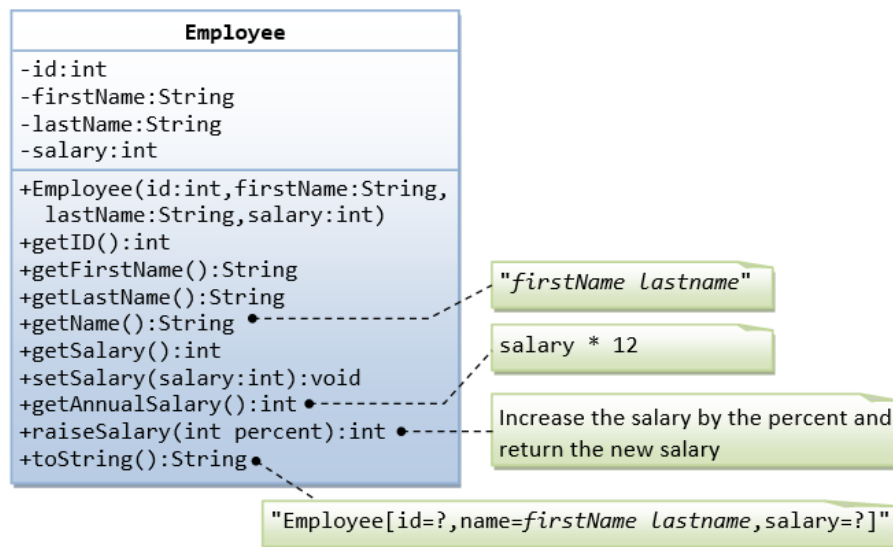 Employee
-id:int
-firstName:String
-lastName:String
-salary:int
+Employee(id:int,firstName:String,
lastName:String,salary:int)
+getID():int
+getFirstName():String
+getLastName():String
+getName():String
+getSalary():int
+setSalary(salary:int):void
+getAnnualSalary():int
+raiseSalary(int percent):int
+toString():String
"firstName lastname"
salary * 12
Increase the salary by the percent and
return the new salary
"Employee[id=?,name=firstName lastname,salary=?]"